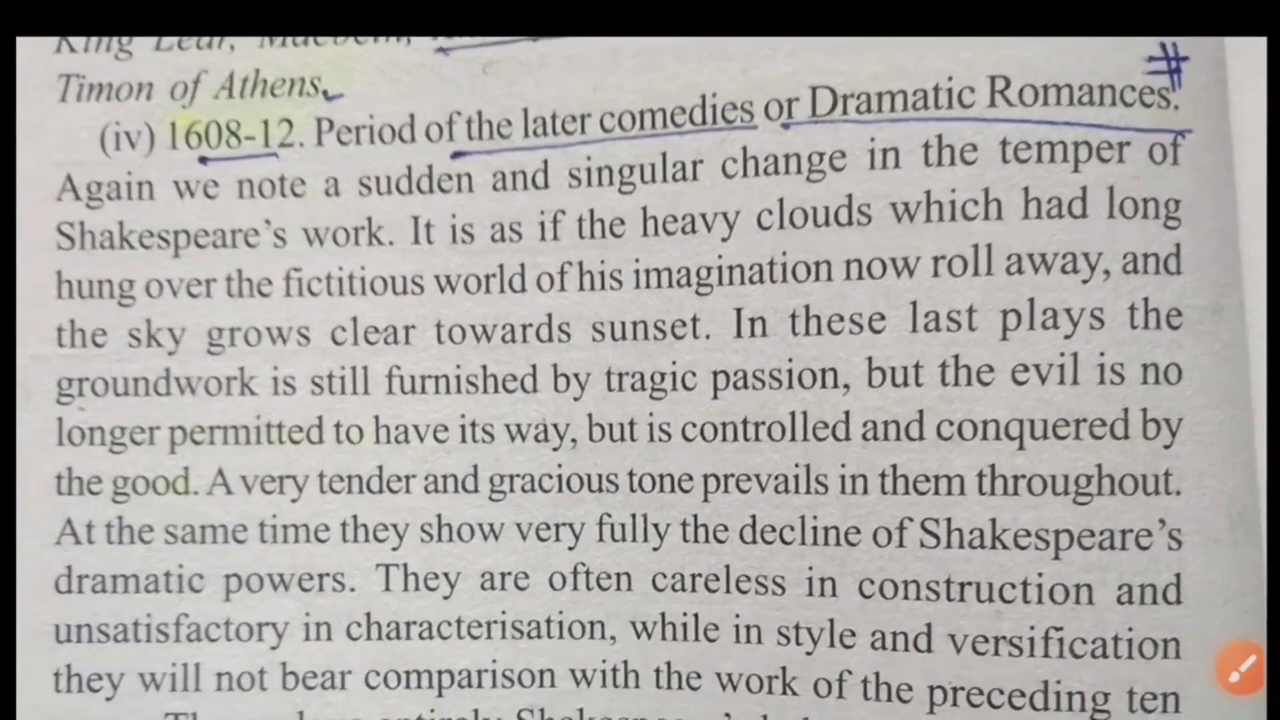 King Lear, Macbeth,
Timon of Athens.
(iv) 1608-12. Period of the later comedies or Dramatic Romances. #
Again we note a sudden and singular change in the temper of
Shakespeare's work. It is as if the heavy clouds which had long
hung over the fictitious world of his imagination now roll away, and
the sky grows clear towards sunset. In these last plays the
groundwork is still furnished by tragic passion, but the evil is no
longer permitted to have its way, but is controlled and conquered by
the good. A very tender and gracious tone prevails in them throughout.
At the same time they show very fully the decline of Shakespeare's
dramatic powers. They are often careless in construction and
unsatisfactory in characterisation, while in style and versification
they will not bear comparison with the work of the preceding ten